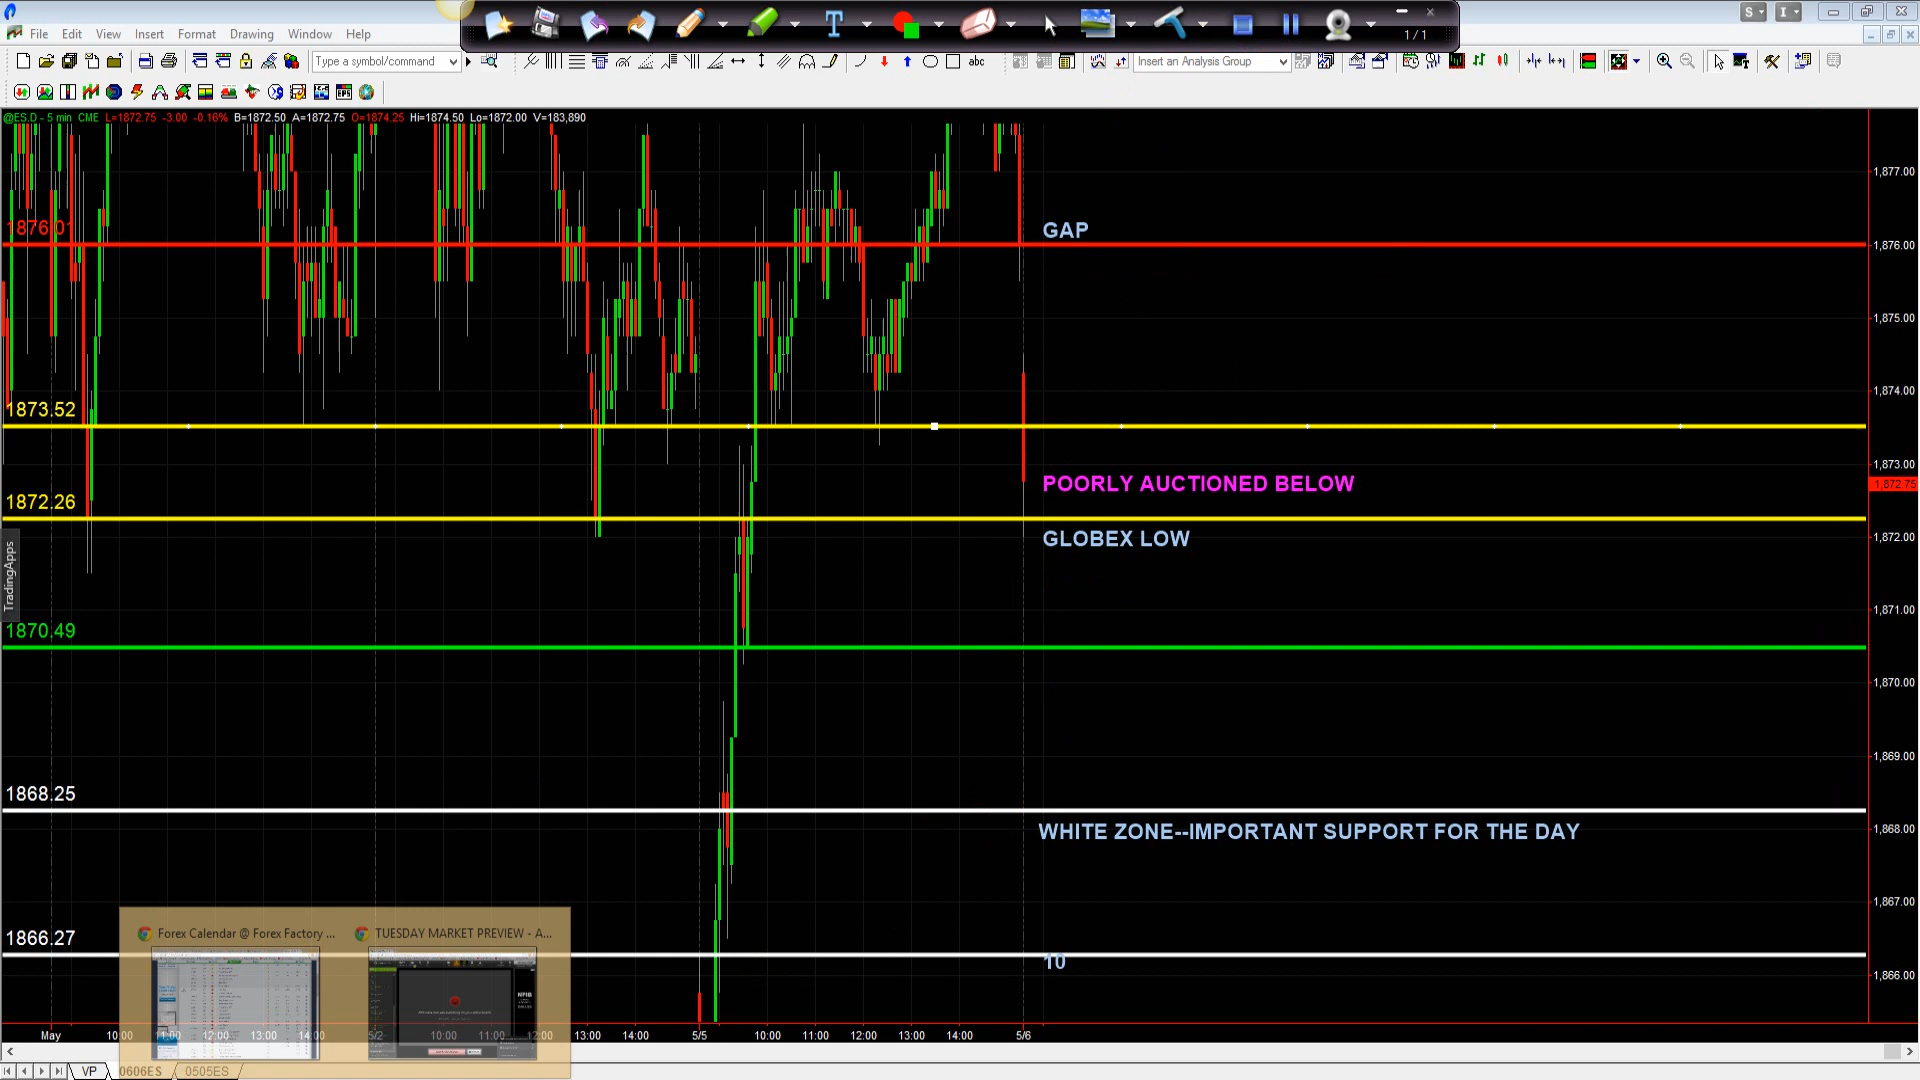 S I
File Edit View Insert Format Drawing Window Help
1 / 1
Type a symbol/command
abc
Insert an Analysis Group
@ES.D - 5 min CME L=1872.75 -3.00 -0.16% B=1872.50 A=1872.75 O=1874.25 Hi=1874.50 Lo=1872.00 V=183,890
1,877.00
1876.01
GAP
1,876.00
1,875.00
1,874.00
1873.52
1,873.00
POORLY AUCTIONED BELOW
1,872.75
1872.26
GLOBEX LOW
1,872.00
TradingApps
1,871.00
1870.49
1,870.00
1,869.00
1868.25
WHITE ZONE--IMPORTANT SUPPORT FOR THE DAY
1,868.00
1,867.00
Forex Calendar @ Forex Factory ... TUESDAY MARKET PREVIEW - A...
1866.27
10
1,866.00
May 10:00 11:00 12:00 13:00 14:00 5/2 10:00 11:00 12:00 13:00 14:00 5/5 10:00 11:00 12:00 13:00 14:00 5/6
VP 0606ES 0505ES